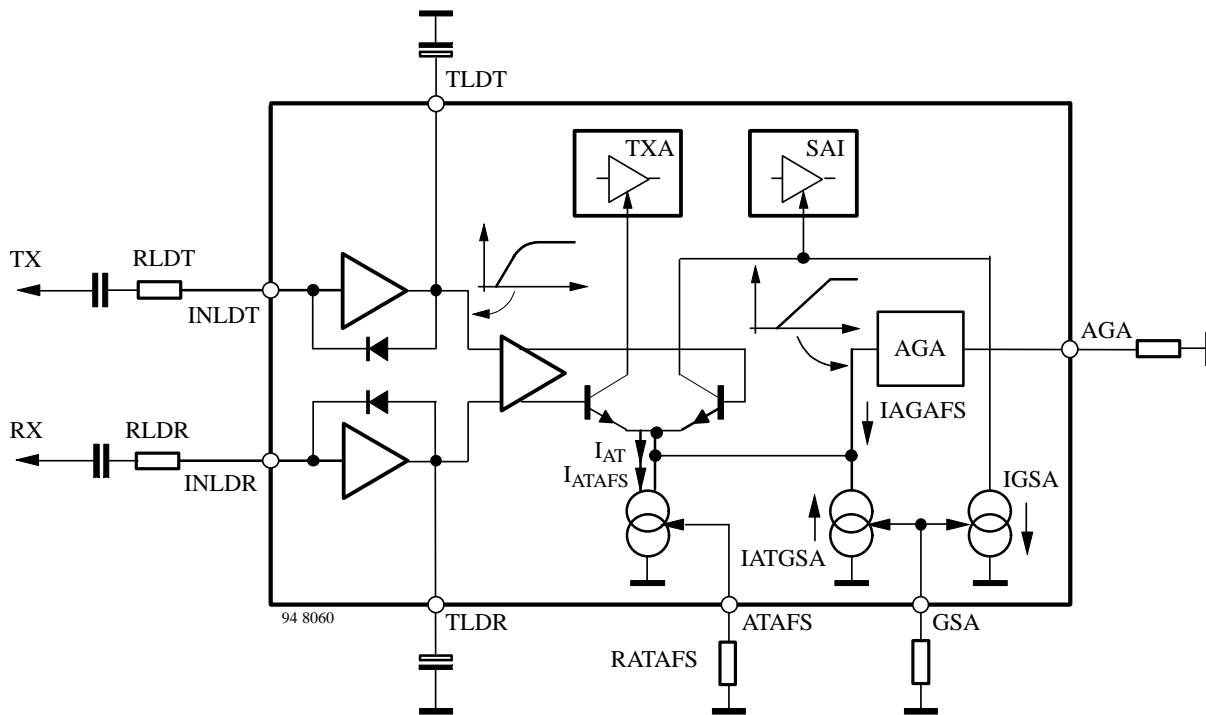 TLDT
TXA
SAI
TX
RLDT
INLDT
AGA
AGA
IAGAFS
RX
RLDR
INLDR
IAT
IATAFS
IGSA
IATGSA
94 8060
TLDR
ATAFS
GSA
RATAFS